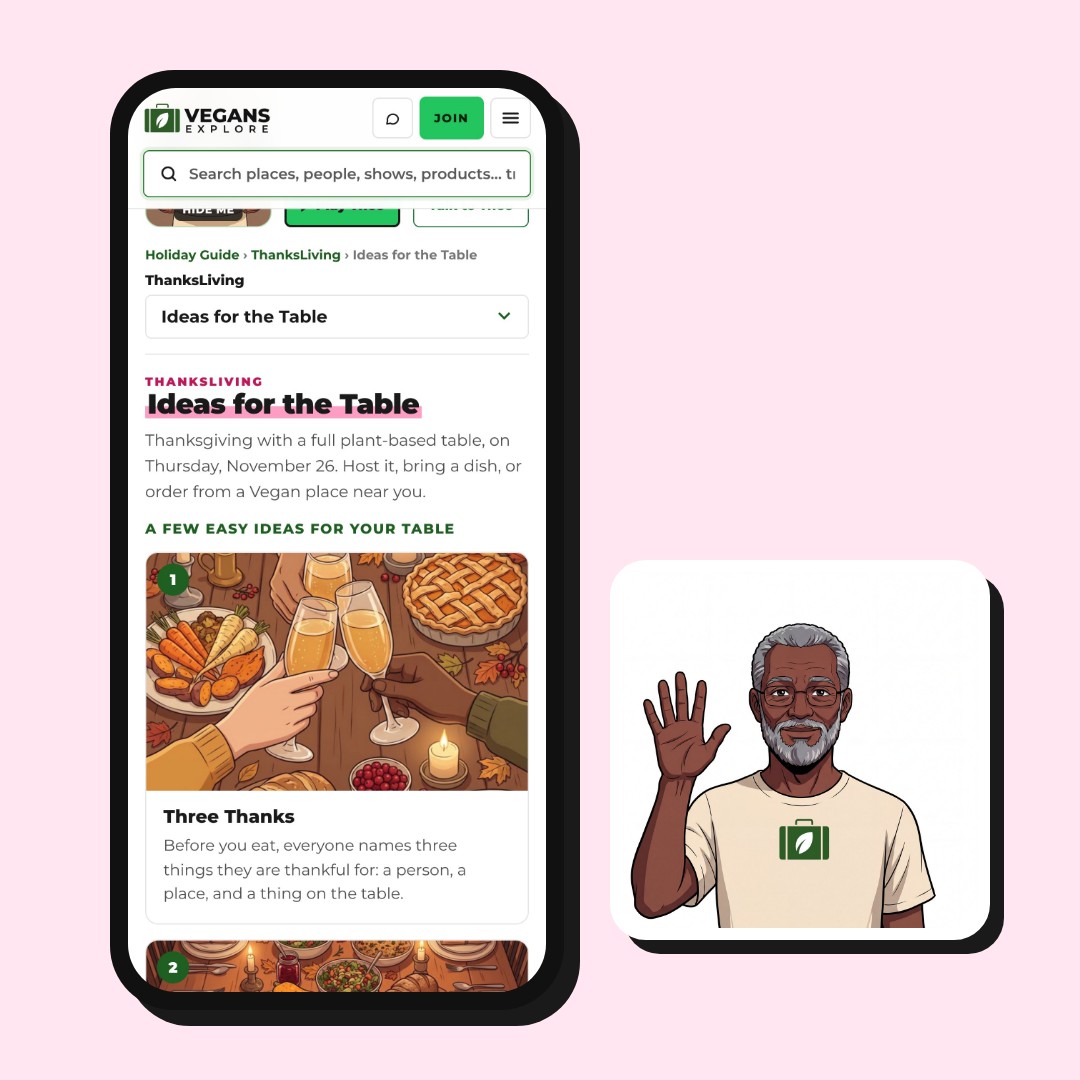 VEGANS
EXPLORE
JOIN
Search places, people, shows, products...
HIDE ME
Holiday Guide › ThanksLiving › Ideas for the Table
ThanksLiving
Ideas for the Table
THANKSLIVING
Ideas for the Table
Thanksgiving with a full plant-based table, on
Thursday, November 26. Host it, bring a dish, or
order from a Vegan place near you.
A FEW EASY IDEAS FOR YOUR TABLE
1
Three Thanks
Before you eat, everyone names three
things they are thankful for: a person, a
place, and a thing on the table.
2